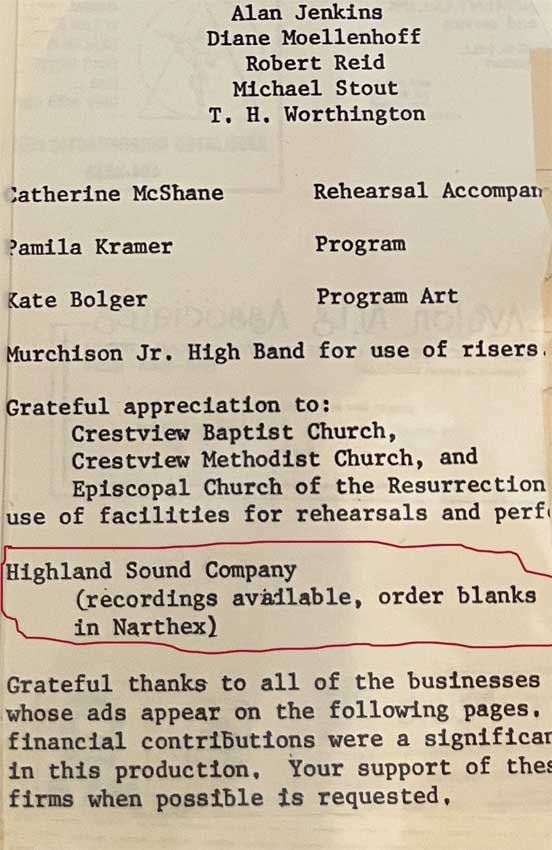 Alan Jenkins
Diane Moellenhoff
Robert Reid
Michael Stout
T. H. Worthington
Catherine McShane Rehearsal Accompan
Pamila Kramer Program
Kate Bolger Program Art
Murchison Jr. High Band for use of risers.
Grateful appreciation to:
Crestview Baptist Church,
Crestview Methodist Church, and
Episcopal Church of the Resurrection
use of facilities for rehearsals and perf
Highland Sound Company
(recordings available, order blanks
in Narthex)
Grateful thanks to all of the businesses
whose ads appear on the following pages.
financial contributions were a significan
in this production. Your support of thes
firms when possible is requested.